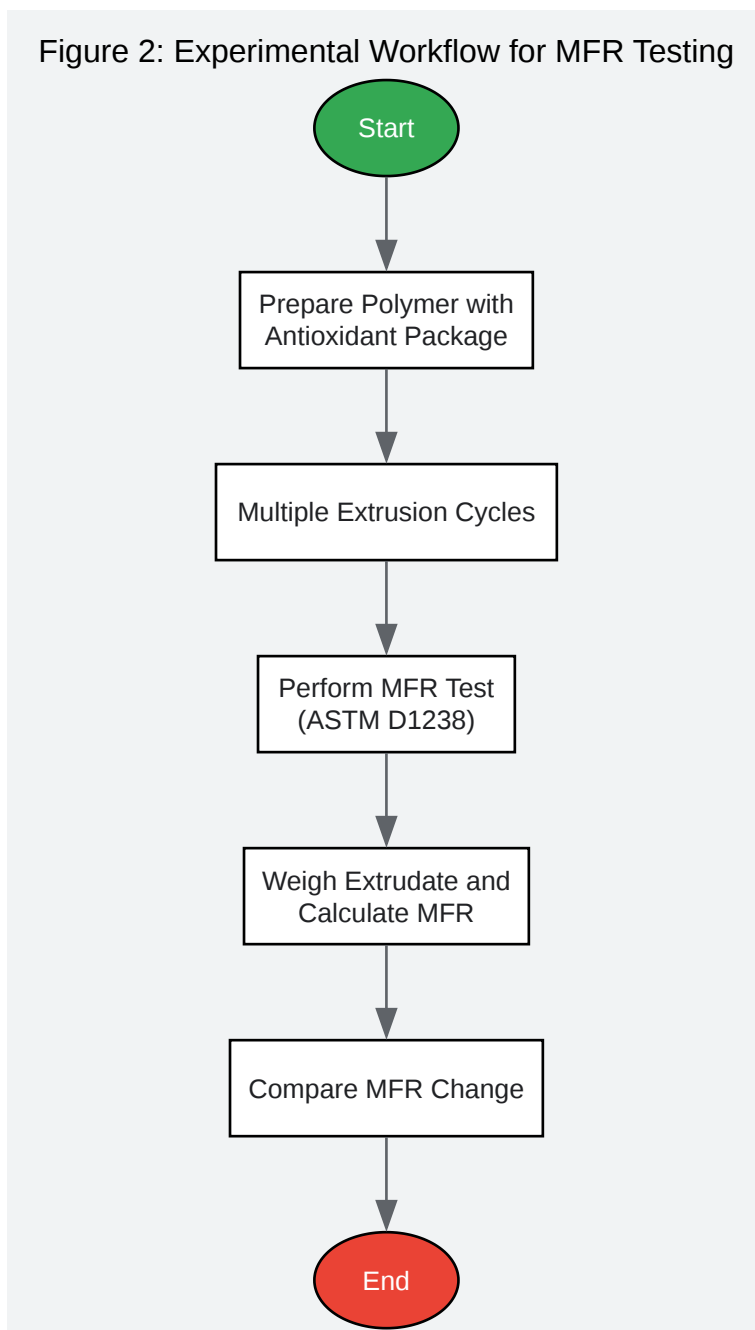 Figure 2: Experimental Workflow for MFR Testing
Start
Prepare Polymer with
Antioxidant Package
Multiple Extrusion Cycles
Perform MFR Test
(ASTM D1238)
Weigh Extrudate and
Calculate MFR
Compare MFR Change
End